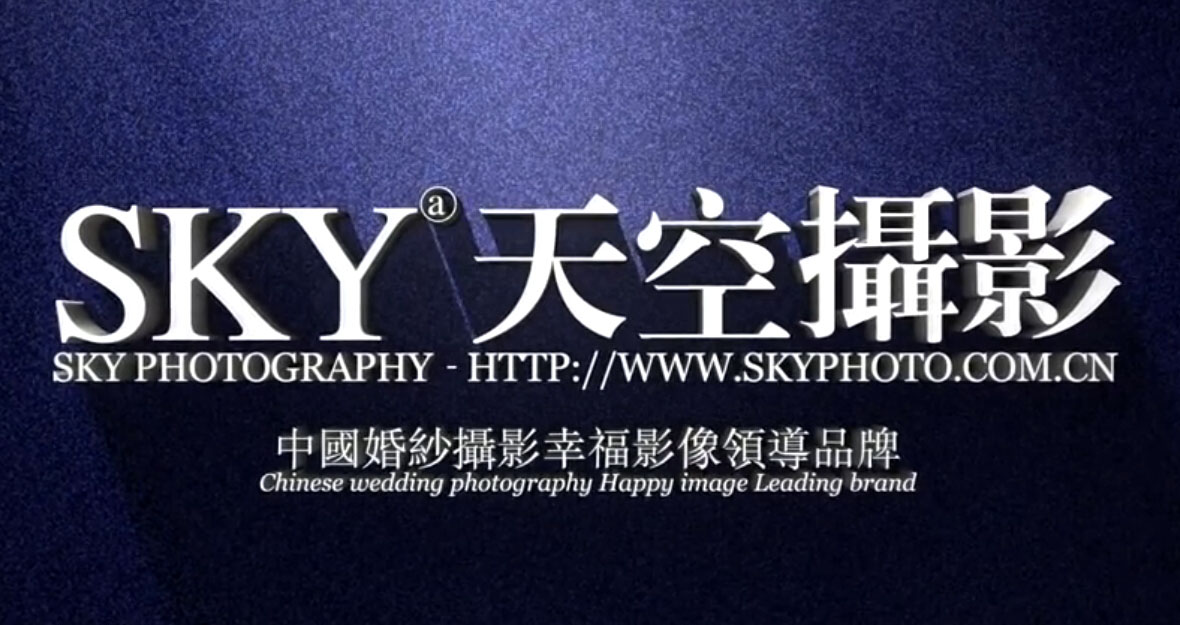 SKY ⓐ 天空攝影
SKY PHOTOGRAPHY - HTTP://WWW.SKYPHOTO.COM.CN
中國婚紗攝影幸福影像領導品牌
Chinese wedding photography Happy image Leading brand